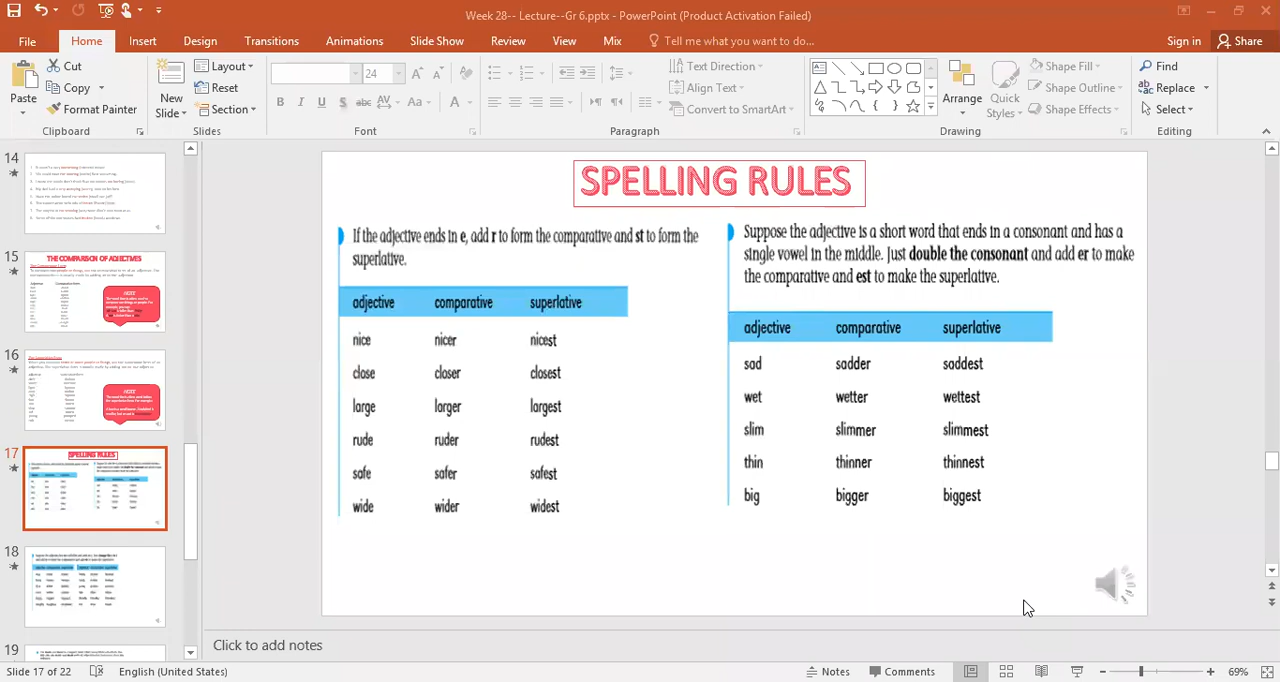 Week 28-- Lecture--Gr 6.pptx - PowerPoint (Product Activation Failed)
File Home Insert Design Transitions Animations Slide Show Review View Mix Tell me what you want to do... Sign in Share
Paste Cut Copy Format Painter Clipboard
New Slide Layout Reset Section Slides
24 B I U S abc AV Aa A Font
Text Direction Align Text Convert to SmartArt Paragraph
Arrange Quick Styles Shape Fill Shape Outline Shape Effects Drawing
Find Replace Select Editing
14
15
THE COMPARISON OF ADJECTIVES
NOTE
16
NOTE
17
SPELLING RULES
18
19
SPELLING RULES
If the adjective ends in e, add r to form the comparative and st to form the
superlative.
adjective comparative superlative
nice nicer nicest
close closer closest
large larger largest
rude ruder rudest
safe safer safest
wide wider widest
Suppose the adjective is a short word that ends in a consonant and has a
single vowel in the middle. Just double the consonant and add er to make
the comparative and est to make the superlative.
adjective comparative superlative
sad sadder saddest
wet wetter wettest
slim slimmer slimmest
thin thinner thinnest
big bigger biggest
Click to add notes
Slide 17 of 22 English (United States) Notes Comments 69%